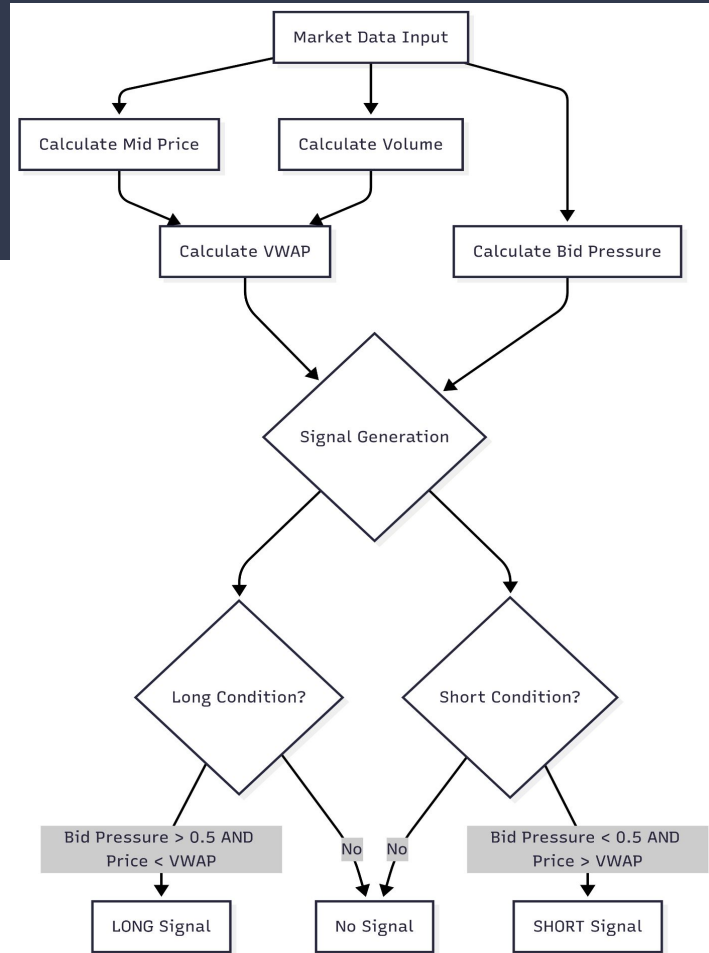 Market Data Input
Calculate Mid Price
Calculate Volume
Calculate VWAP
Calculate Bid Pressure
Signal Generation
Long Condition?
Short Condition?
Bid Pressure > 0.5 AND
Price < VWAP
No
No
Bid Pressure < 0.5 AND
Price > VWAP
LONG Signal
No Signal
SHORT Signal